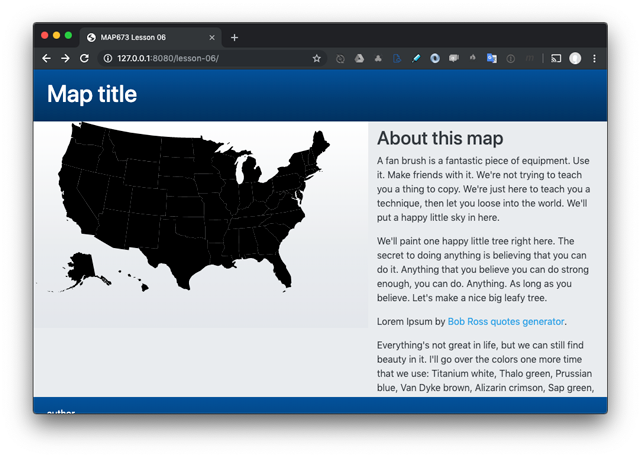 MAP673 Lesson 06
127.0.0.1:8080/lesson-06/
Map title
About this map
A fan brush is a fantastic piece of equipment. Use
it. Make friends with it. We're not trying to teach
you a thing to copy. We're just here to teach you a
technique, then let you loose into the world. We'll
put a happy little sky in here.
We'll paint one happy little tree right here. The
secret to doing anything is believing that you can
do it. Anything that you believe you can do strong
enough, you can do. Anything. As long as you
believe. Let's make a nice big leafy tree.
Lorem Ipsum by Bob Ross quotes generator.
Everything's not great in life, but we can still find
beauty in it. I'll go over the colors one more time
that we use: Titanium white, Thalo green, Prussian
blue, Van Dyke brown, Alizarin crimson, Sap green,
author